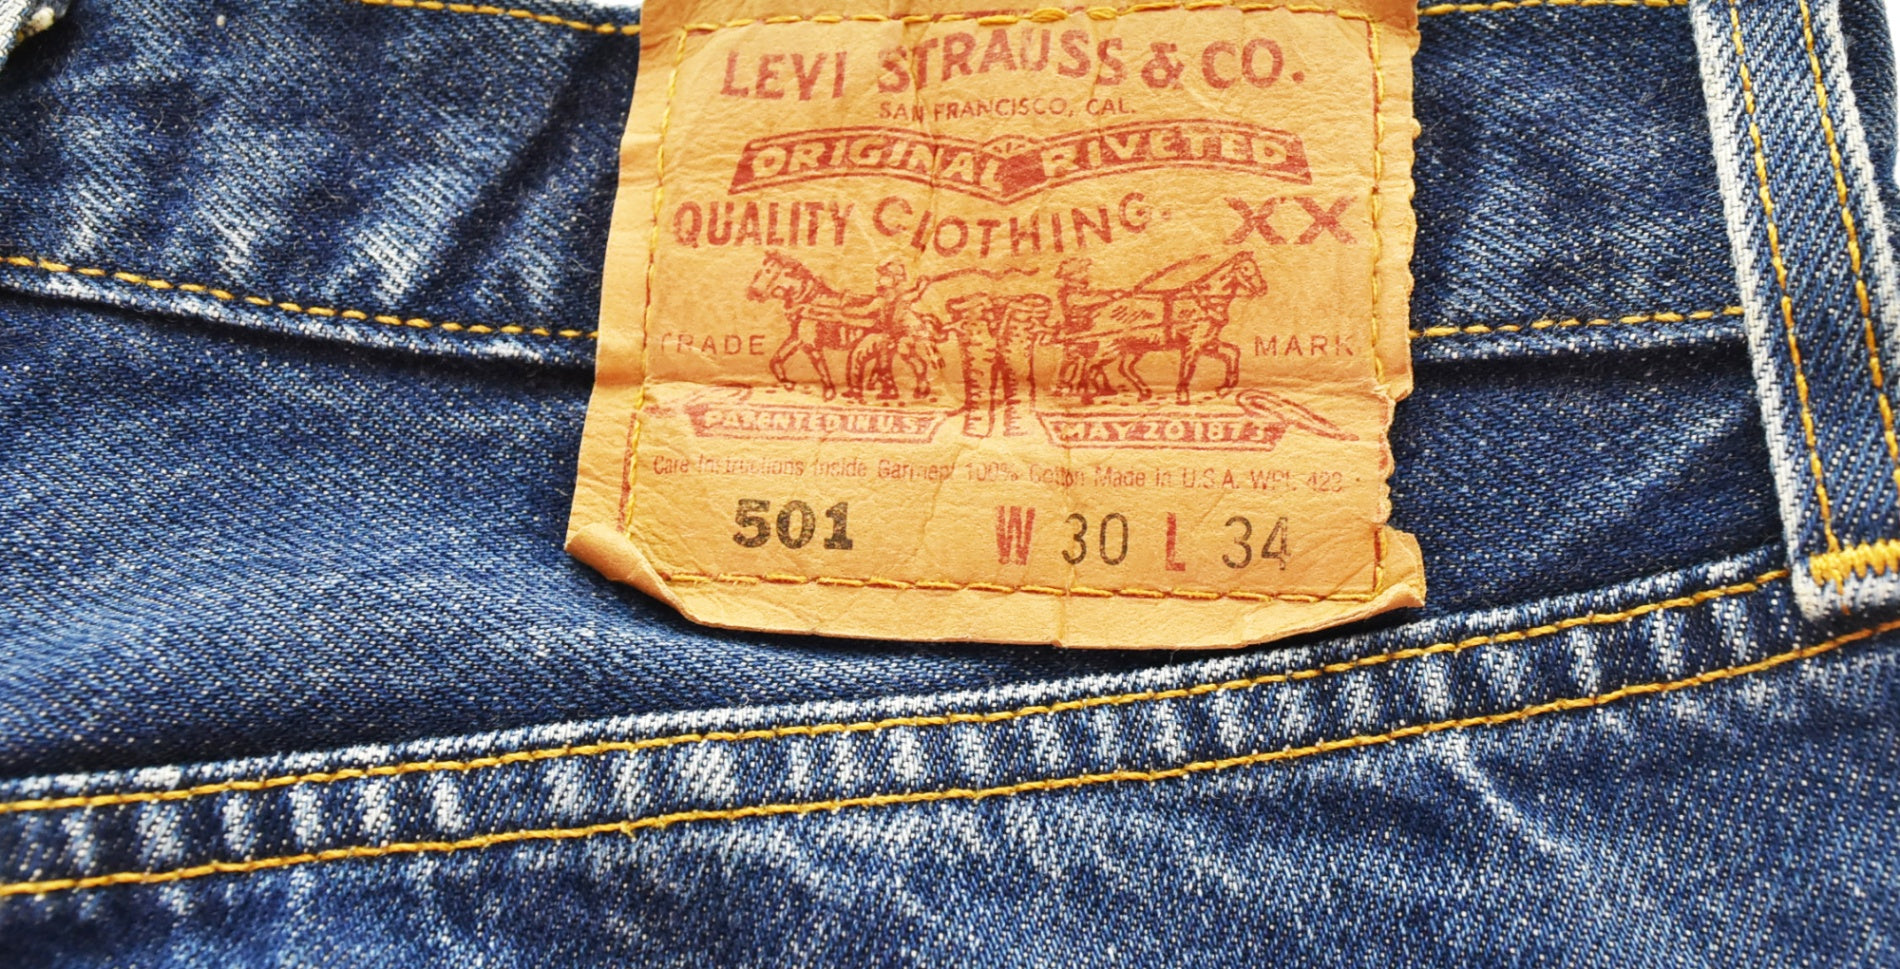 LEVI STRAUSS & CO.
SAN FRANCISCO, CAL.
ORIGINAL RIVETED
QUALITY CLOTHING. XX
TRADE MARK
PATENTED IN U.S. MAY 20 1873
Care Instructions Inside Garment 100% Cotton Made in U.S.A. WPL 423
501 W 30 L 34